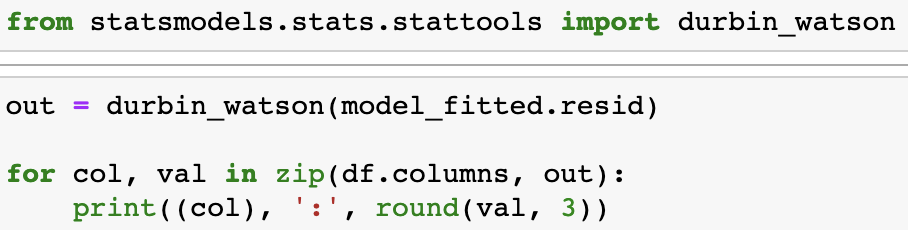 from statsmodels.stats.stattools import durbin_watson
out = durbin_watson(model_fitted.resid)
for col, val in zip(df.columns, out):
    print((col), ':', round(val, 3))